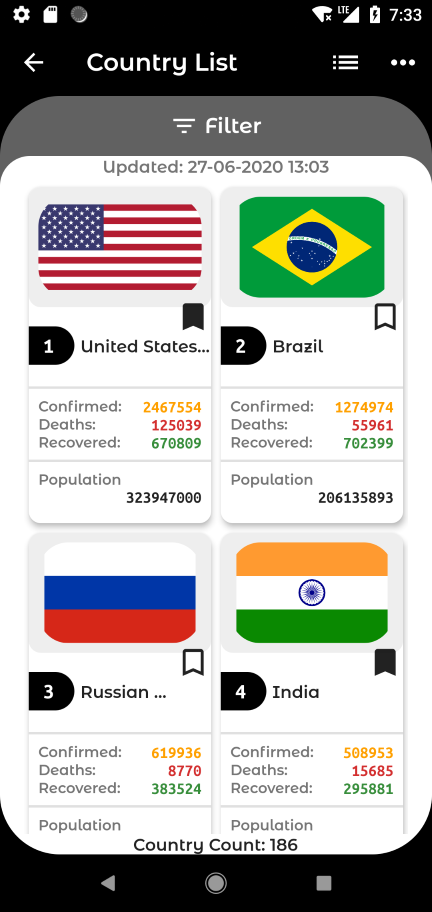 LTE 7:33
Country List
Filter
Updated: 27-06-2020 13:03
1 United States...
Confirmed: 2467554
Deaths: 125039
Recovered: 670809
Population
323947000
2 Brazil
Confirmed: 1274974
Deaths: 55961
Recovered: 702399
Population
206135893
3 Russian ...
Confirmed: 619936
Deaths: 8770
Recovered: 383524
Population
4 India
Confirmed: 508953
Deaths: 15685
Recovered: 295881
Population
Country Count: 186